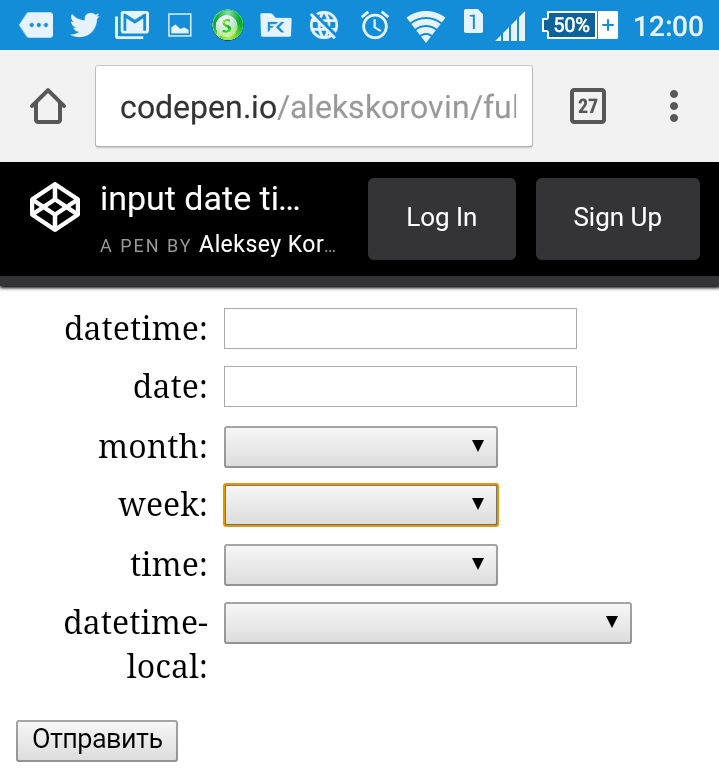 50% 12:00
codepen.io/alekskorovin/ful
27
input date ti...
Log In
Sign Up
A PEN BY Aleksey Kor...
datetime:
date:
month:
week:
time:
datetime-
local:
Отправить